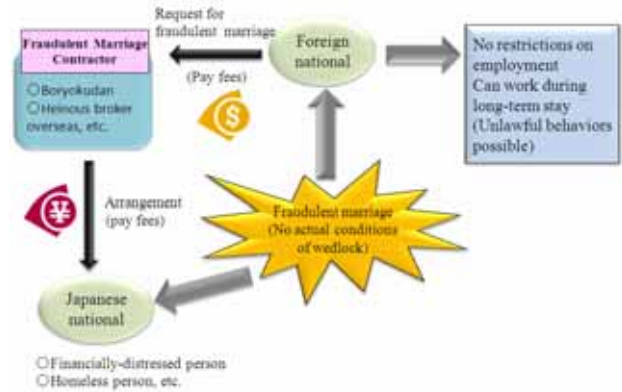 Request for
fraudulent marriage
Fraudulent Marriage
Contractor
○Boryokudan
○Heinous broker
overseas, etc.
(Pay fees)
$
Foreign
national
No restrictions on
employment
Can work during
long-term stay
(Unlawful behaviors
possible)
¥
Arrangement
(pay fees)
Fraudulent marriage
(No actual conditions
of wedlock)
Japanese
national
○Financially-distressed person
○Homeless person, etc.